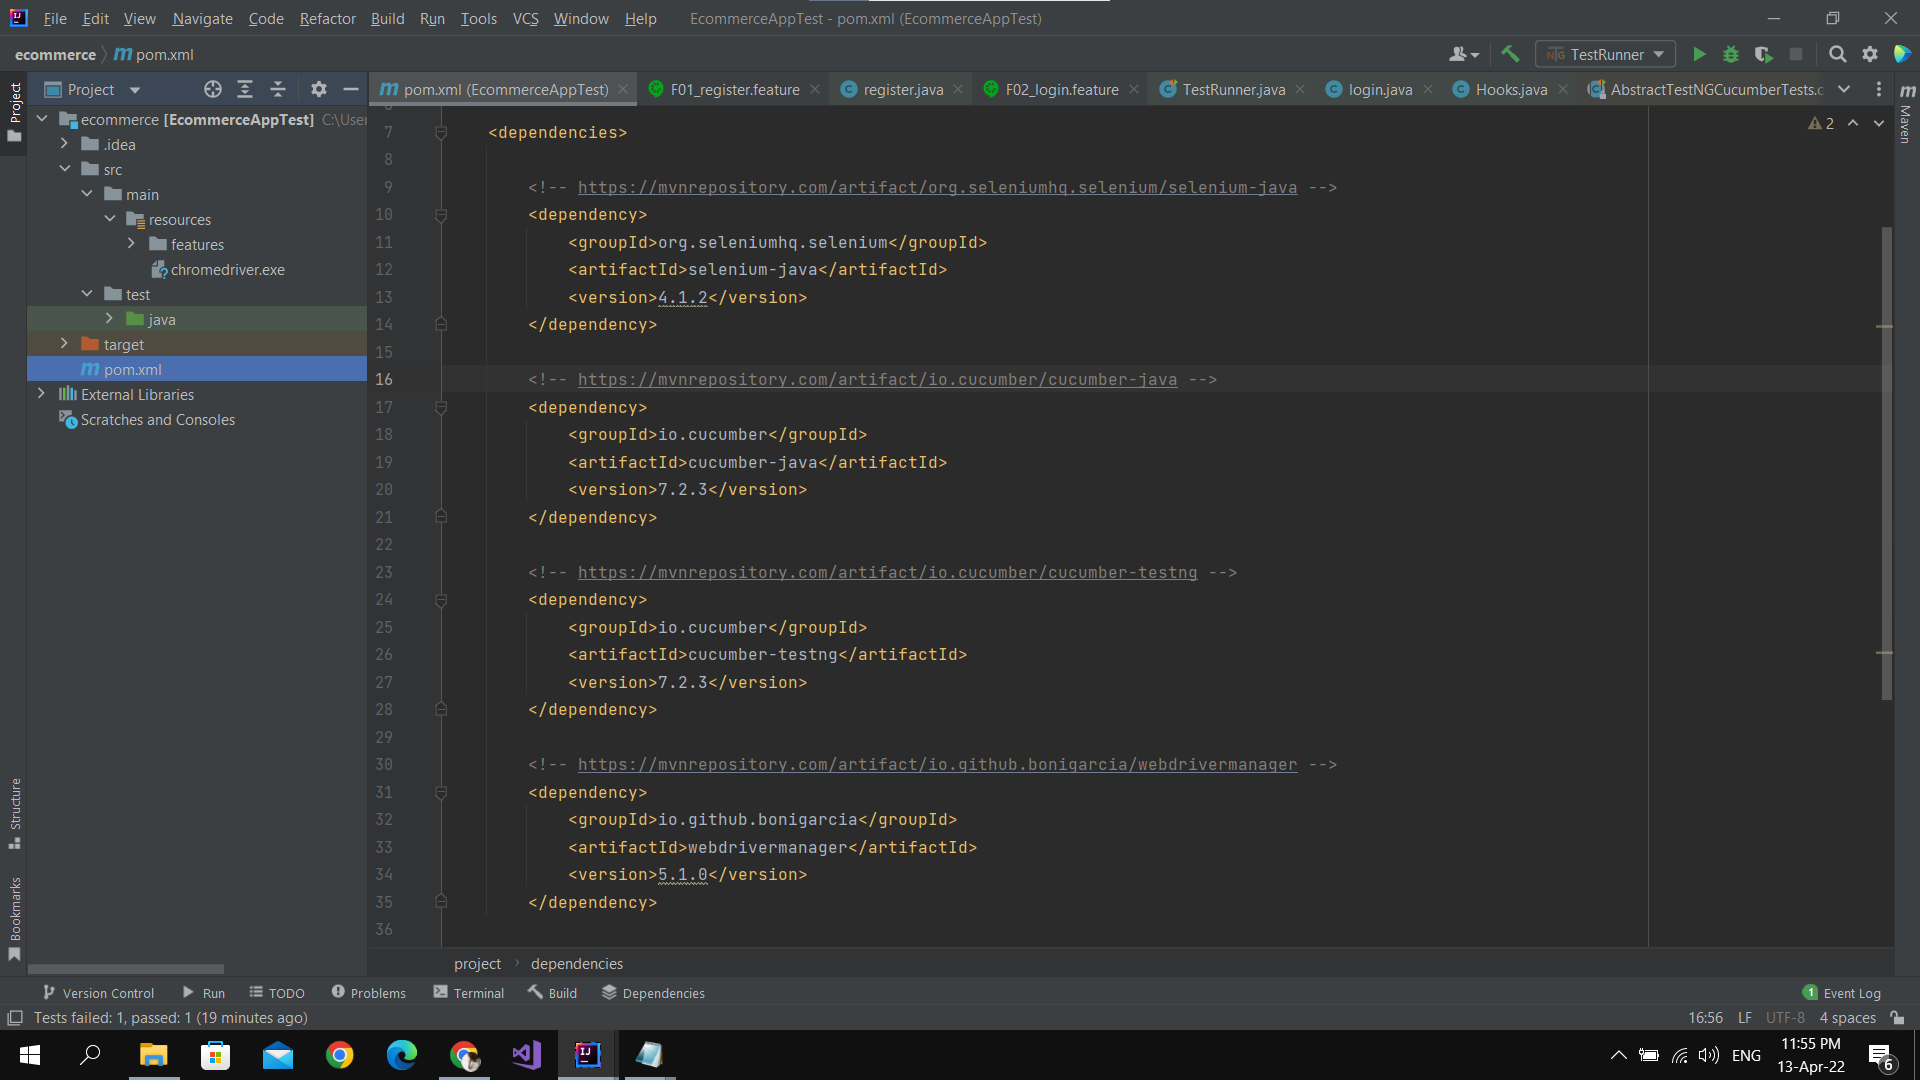 File Edit View Navigate Code Refactor Build Run Tools VCS Window Help EcommerceAppTest - pom.xml (EcommerceAppTest)
ecommerce pom.xml TestRunner
Project
Project
pom.xml (EcommerceAppTest) F01_register.feature register.java F02_login.feature TestRunner.java login.java Hooks.java AbstractTestNGCucumberTests.c
Maven
2
ecommerce [EcommerceAppTest] C:\User
.idea
src
main
resources
features
chromedriver.exe
test
java
target
pom.xml
External Libraries
Scratches and Consoles
7 <dependencies>
8
9 <!-- https://mvnrepository.com/artifact/org.seleniumhq.selenium/selenium-java -->
10 <dependency>
11 <groupId>org.seleniumhq.selenium</groupId>
12 <artifactId>selenium-java</artifactId>
13 <version>4.1.2</version>
14 </dependency>
15
16 <!-- https://mvnrepository.com/artifact/io.cucumber/cucumber-java -->
17 <dependency>
18 <groupId>io.cucumber</groupId>
19 <artifactId>cucumber-java</artifactId>
20 <version>7.2.3</version>
21 </dependency>
22
23 <!-- https://mvnrepository.com/artifact/io.cucumber/cucumber-testng -->
24 <dependency>
25 <groupId>io.cucumber</groupId>
26 <artifactId>cucumber-testng</artifactId>
27 <version>7.2.3</version>
28 </dependency>
29
30 <!-- https://mvnrepository.com/artifact/io.github.bonigarcia/webdrivermanager -->
31 <dependency>
32 <groupId>io.github.bonigarcia</groupId>
33 <artifactId>webdrivermanager</artifactId>
34 <version>5.1.0</version>
35 </dependency>
36
Structure
Bookmarks
project dependencies
Version Control Run TODO Problems Terminal Build Dependencies 1 Event Log
Tests failed: 1, passed: 1 (19 minutes ago) 16:56 LF UTF-8 4 spaces
ENG 11:55 PM
13-Apr-22 6